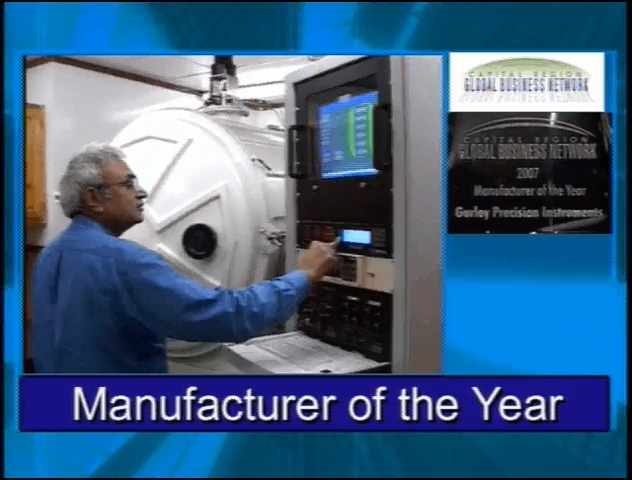 CAPITAL REGION
GLOBAL BUSINESS NETWORK
CAPITAL REGION
GLOBAL BUSINESS NETWORK
2007
Manufacturer of the Year
Gurley Precision Instruments
Manufacturer of the Year